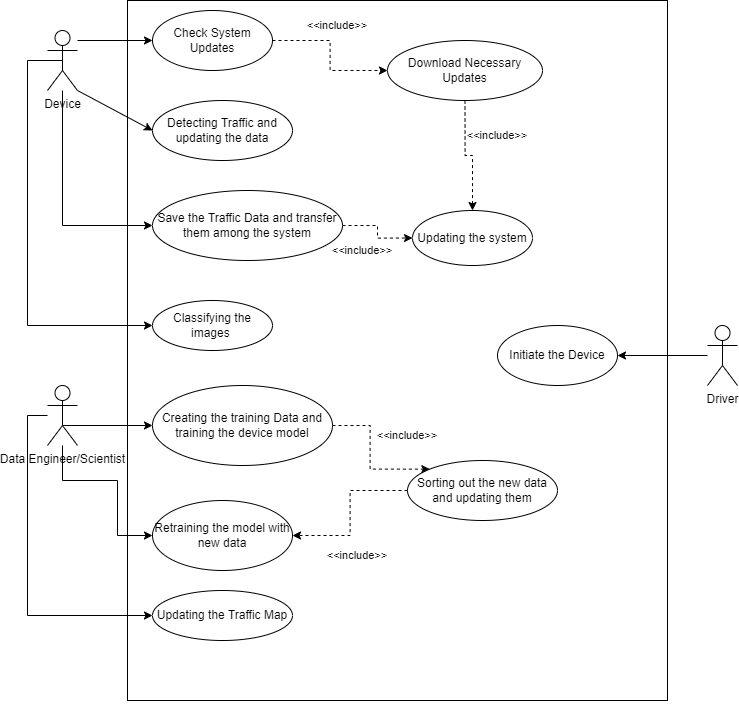 Check System
Updates
<<include>>
Download Necessary
Updates
Device
Detecting Traffic and
updating the data
<<include>>
Save the Traffic Data and transfer
them among the system
<<include>>
Updating the system
Classifying the
images
Initiate the Device
Driver
Creating the training Data and
training the device model
<<include>>
Data Engineer/Scientist
Sorting out the new data
and updating them
Retraining the model with
new data
<<include>>
Updating the Traffic Map